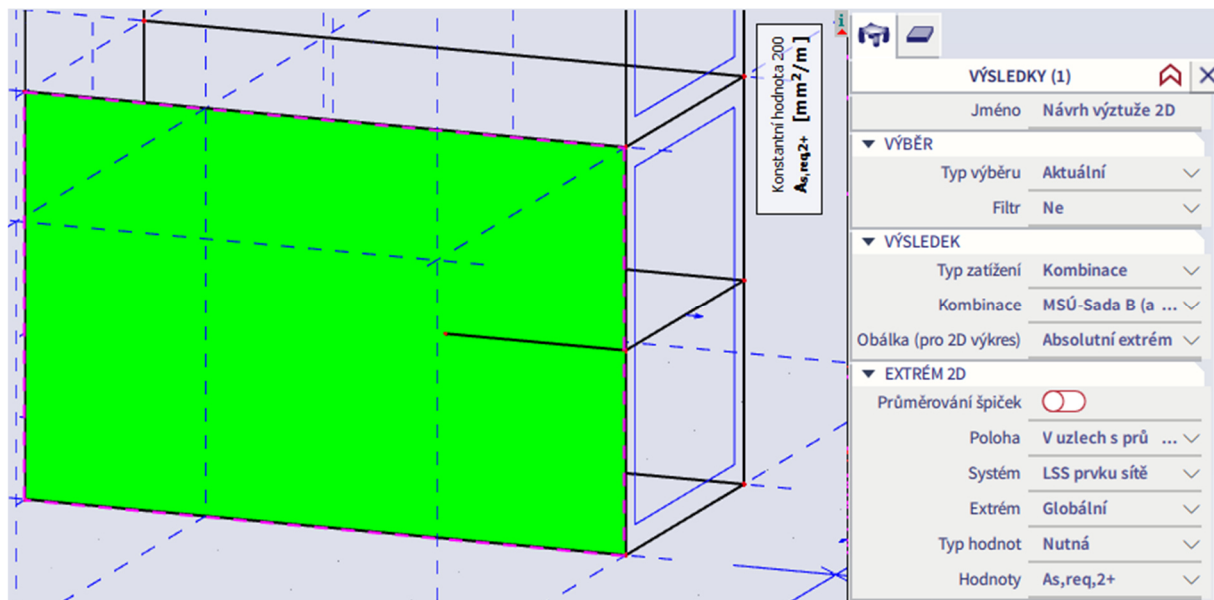 Konstantní hodnota 200
As,req,2+ [mm²/m]
VÝSLEDKY (1)
Jméno Návrh výztuže 2D
VÝBĚR
Typ výběru Aktuální
Filtr Ne
VÝSLEDEK
Typ zatížení Kombinace
Kombinace MSÚ-Sada B (a ...
Obálka (pro 2D výkres) Absolutní extrém
EXTRÉM 2D
Průměrování špiček
Poloha V uzlech s prů ...
Systém LSS prvku sítě
Extrém Globální
Typ hodnot Nutná
Hodnoty As,req,2+